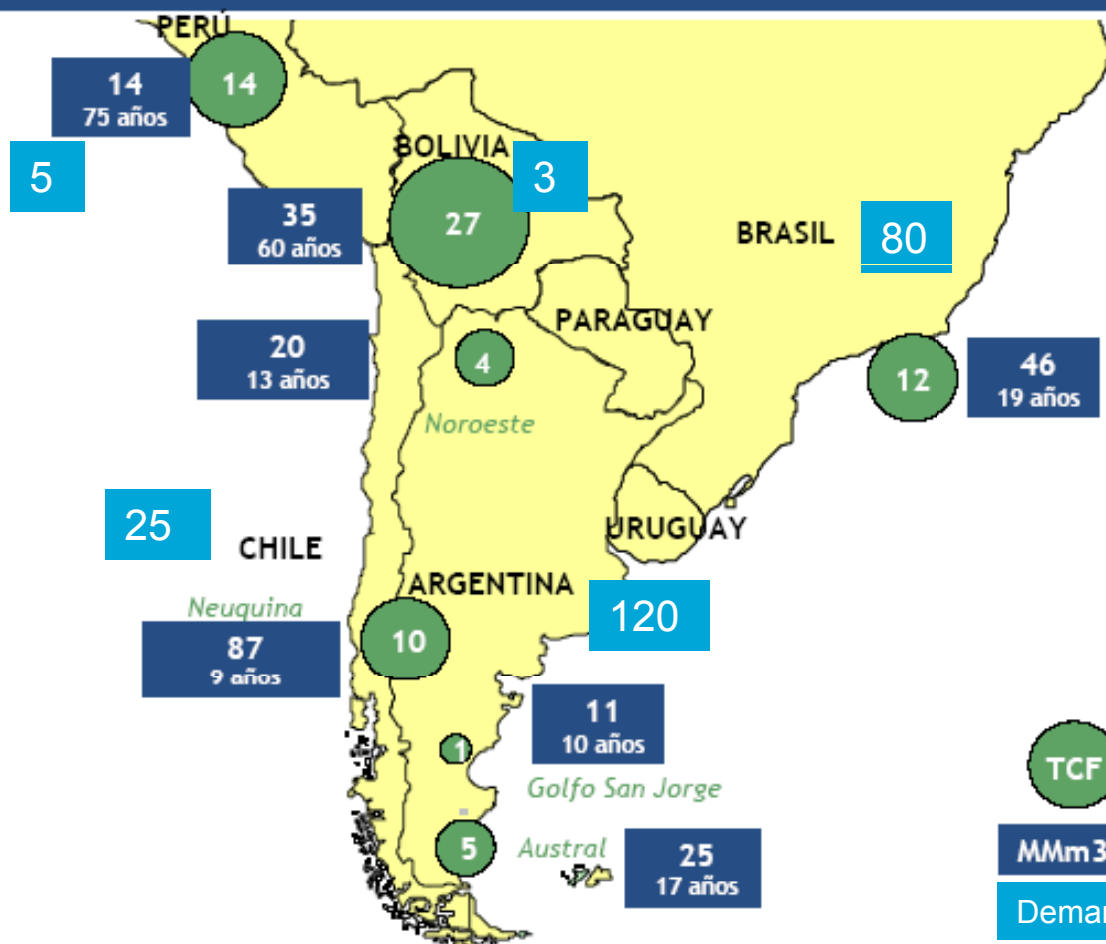 PERÚ
14
14
75 años
5
BOLIVIA
3
27
35
60 años
BRASIL
80
PARAGUAY
20
13 años
4
12
46
19 años
Noroeste
25
CHILE
URUGUAY
ARGENTINA
120
Neuquina
10
87
9 años
11
10 años
1
TCF
Golfo San Jorge
5
Austral
25
17 años
MMm3